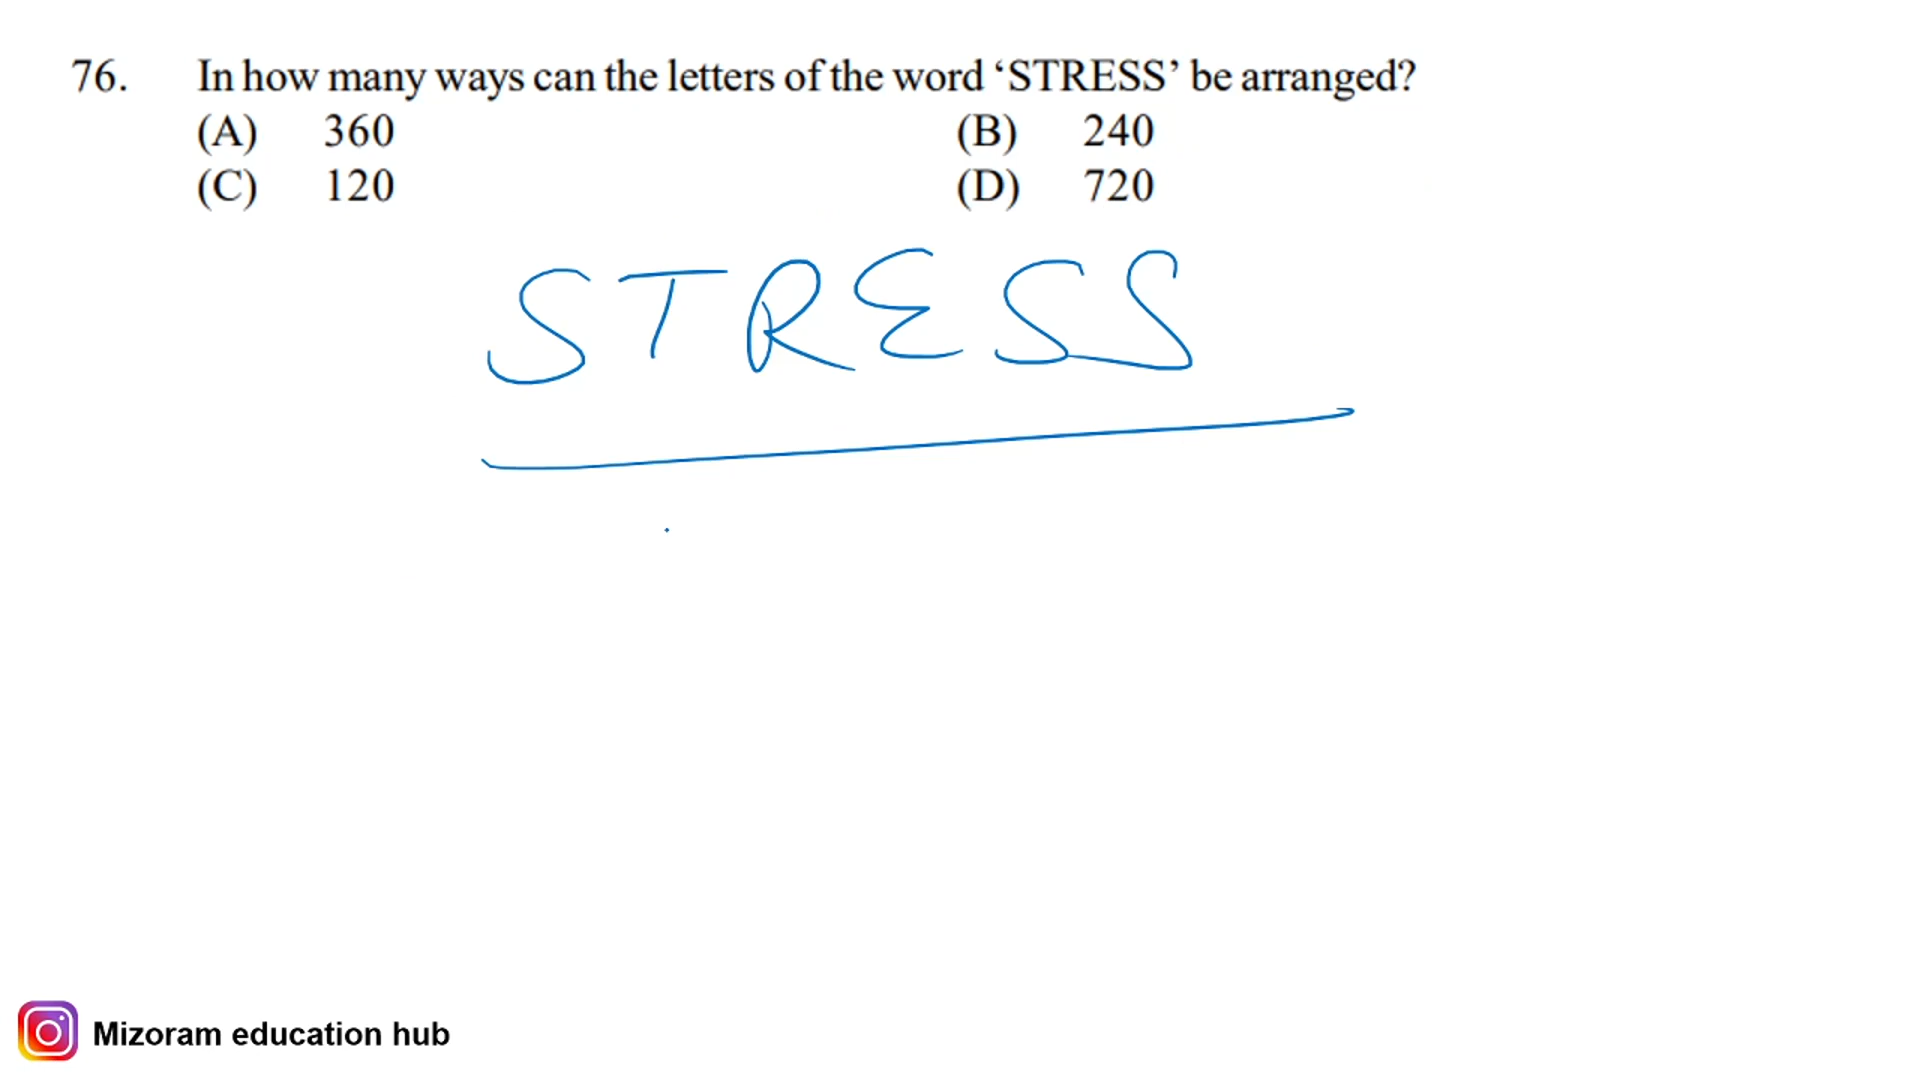 76. In how many ways can the letters of the word ‘STRESS’ be arranged?
(A) 360 (B) 240
(C) 120 (D) 720
STRESS
Mizoram education hub